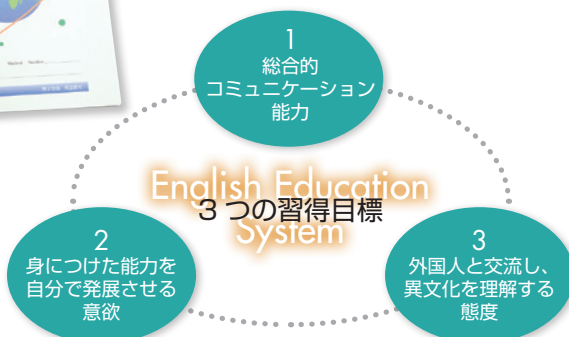 1
総合的
コミュニケーション
能力
English Education
System
3つの習得目標
2
身につけた能力を
自分で発展させる
意欲
3
外国人と交流し、
異文化を理解する
態度